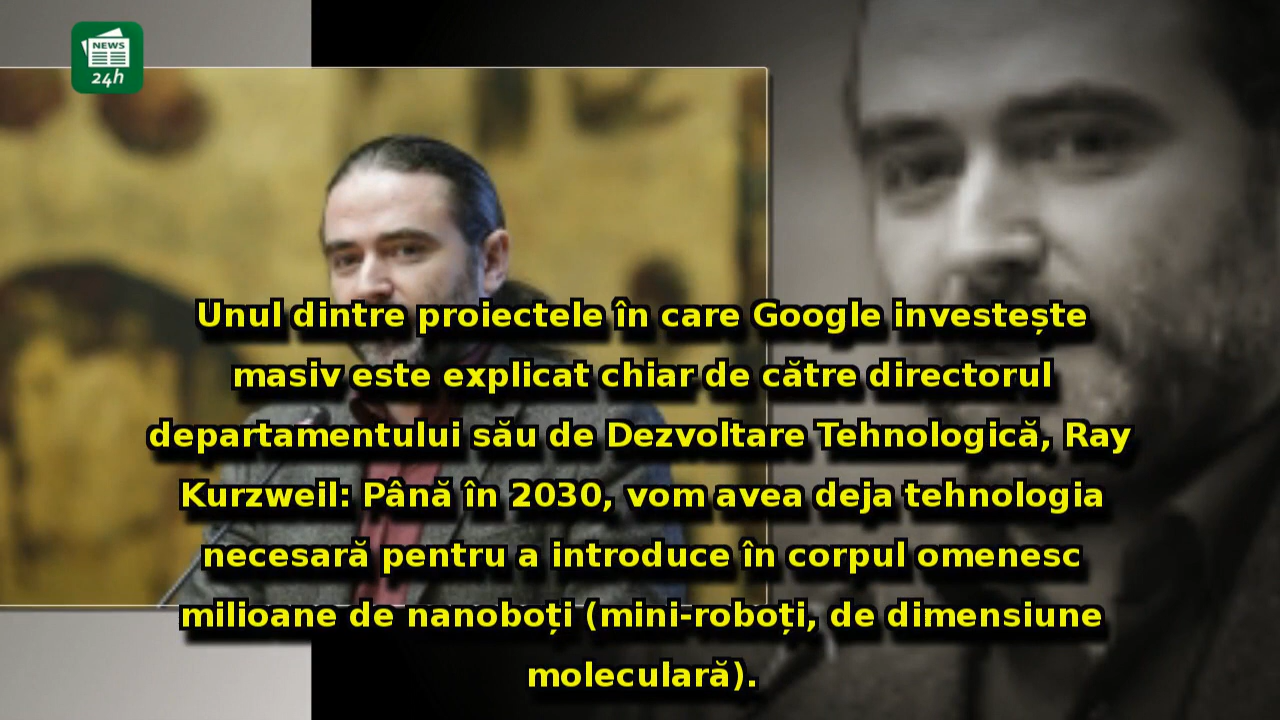 NEWS
24h
Unul dintre proiectele în care Google investește
masiv este explicat chiar de către directorul
departamentului său de Dezvoltare Tehnologică, Ray
Kurzweil: Până în 2030, vom avea deja tehnologia
necesară pentru a introduce în corpul omenesc
milioane de nanoboți (mini-roboți, de dimensiune
moleculară).